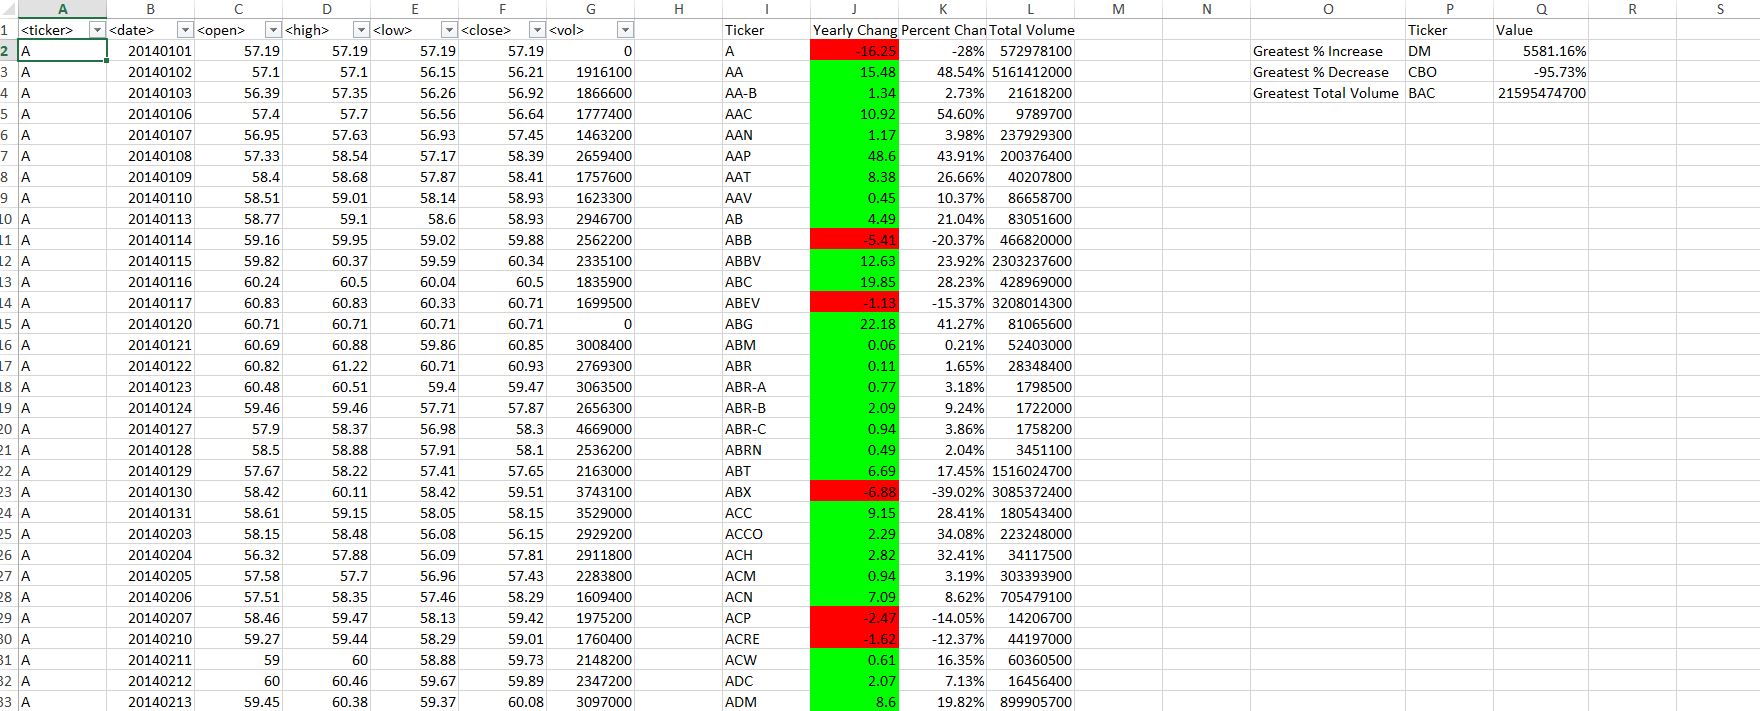 A B C D E F G H I J K L M N O P Q R S
1 <ticker> <date> <open> <high> <low> <close> <vol> Ticker Yearly Chang Percent Chan Total Volume Ticker Value
2 A 20140101 57.19 57.19 57.19 57.19 0 A -16.25 -28% 572978100 Greatest % Increase DM 5581.16%
3 A 20140102 57.1 57.1 56.15 56.21 1916100 AA 15.48 48.54% 5161412000 Greatest % Decrease CBO -95.73%
4 A 20140103 56.39 57.35 56.26 56.92 1866600 AA-B 1.34 2.73% 21618200 Greatest Total Volume BAC 21595474700
5 A 20140106 57.4 57.7 56.56 56.64 1777400 AAC 10.92 54.60% 9789700
6 A 20140107 56.95 57.63 56.93 57.45 1463200 AAN 1.17 3.98% 237929300
7 A 20140108 57.33 58.54 57.17 58.39 2659400 AAP 48.6 43.91% 200376400
8 A 20140109 58.4 58.68 57.87 58.41 1757600 AAT 8.38 26.66% 40207800
9 A 20140110 58.51 59.01 58.14 58.93 1623300 AAV 0.45 10.37% 86658700
10 A 20140113 58.77 59.1 58.6 58.93 2946700 AB 4.49 21.04% 83051600
11 A 20140114 59.16 59.95 59.02 59.88 2562200 ABB -5.41 -20.37% 466820000
12 A 20140115 59.82 60.37 59.59 60.34 2335100 ABBV 12.63 23.92% 2303237600
13 A 20140116 60.24 60.5 60.04 60.5 1835900 ABC 19.85 28.23% 428969000
14 A 20140117 60.83 60.83 60.33 60.71 1699500 ABEV -1.13 -15.37% 3208014300
15 A 20140120 60.71 60.71 60.71 60.71 0 ABG 22.18 41.27% 81065600
16 A 20140121 60.69 60.88 59.86 60.85 3008400 ABM 0.06 0.21% 52403000
17 A 20140122 60.82 61.22 60.71 60.93 2769300 ABR 0.11 1.65% 28348400
18 A 20140123 60.48 60.51 59.4 59.47 3063500 ABR-A 0.77 3.18% 1798500
19 A 20140124 59.46 59.46 57.71 57.87 2656300 ABR-B 2.09 9.24% 1722000
20 A 20140127 57.9 58.37 56.98 58.3 4669000 ABR-C 0.94 3.86% 1758200
21 A 20140128 58.5 58.88 57.91 58.1 2536200 ABRN 0.49 2.04% 3451100
22 A 20140129 57.67 58.22 57.41 57.65 2163000 ABT 6.69 17.45% 1516024700
23 A 20140130 58.42 60.11 58.42 59.51 3743100 ABX -6.88 -39.02% 3085372400
24 A 20140131 58.61 59.15 58.05 58.15 3529000 ACC 9.15 28.41% 180543400
25 A 20140203 58.15 58.48 56.08 56.15 2929200 ACCO 2.29 34.08% 223248000
26 A 20140204 56.32 57.88 56.09 57.81 2911800 ACH 2.82 32.41% 34117500
27 A 20140205 57.58 57.7 56.96 57.43 2283800 ACM 0.94 3.19% 303393900
28 A 20140206 57.51 58.35 57.46 58.29 1609400 ACN 7.09 8.62% 705479100
29 A 20140207 58.46 59.47 58.13 59.42 1975200 ACP -2.47 -14.05% 14206700
30 A 20140210 59.27 59.44 58.29 59.01 1760400 ACRE -1.62 -12.37% 44197000
31 A 20140211 59 60 58.88 59.73 2148200 ACW 0.61 16.35% 60360500
32 A 20140212 60 60.46 59.67 59.89 2347200 ADC 2.07 7.13% 16456400
33 A 20140213 59.45 60.38 59.37 60.08 3097000 ADM 8.6 19.82% 899905700